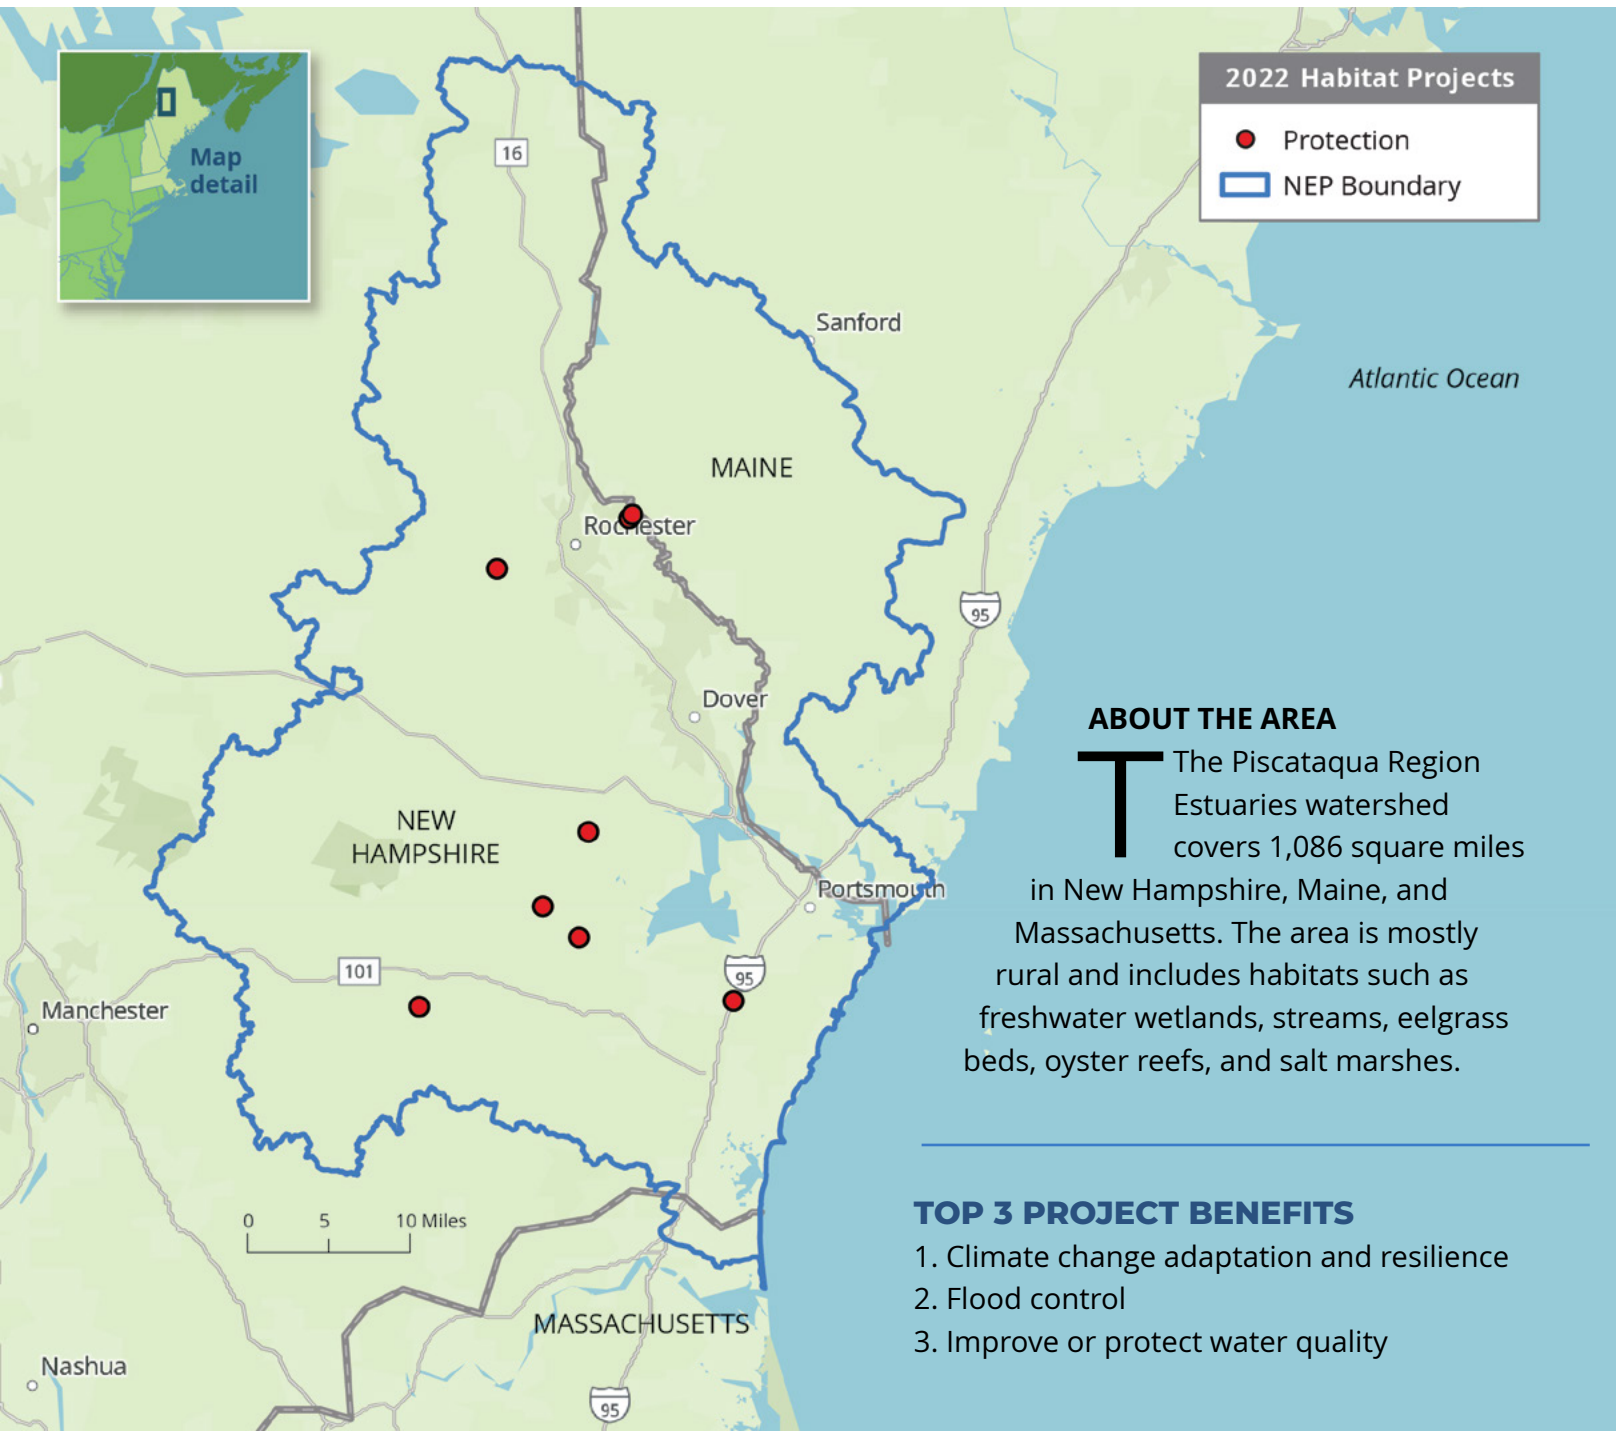 Map
detail
2022 Habitat Projects
Protection
NEP Boundary
16
Sanford
Atlantic Ocean
MAINE
Rochester
95
Dover
NEW
HAMPSHIRE
Portsmouth
101
95
Manchester
0 5 10 Miles
MASSACHUSETTS
Nashua
95
ABOUT THE AREA
T The Piscataqua Region
Estuaries watershed
covers 1,086 square miles
in New Hampshire, Maine, and
Massachusetts. The area is mostly
rural and includes habitats such as
freshwater wetlands, streams, eelgrass
beds, oyster reefs, and salt marshes.
TOP 3 PROJECT BENEFITS
1. Climate change adaptation and resilience
2. Flood control
3. Improve or protect water quality